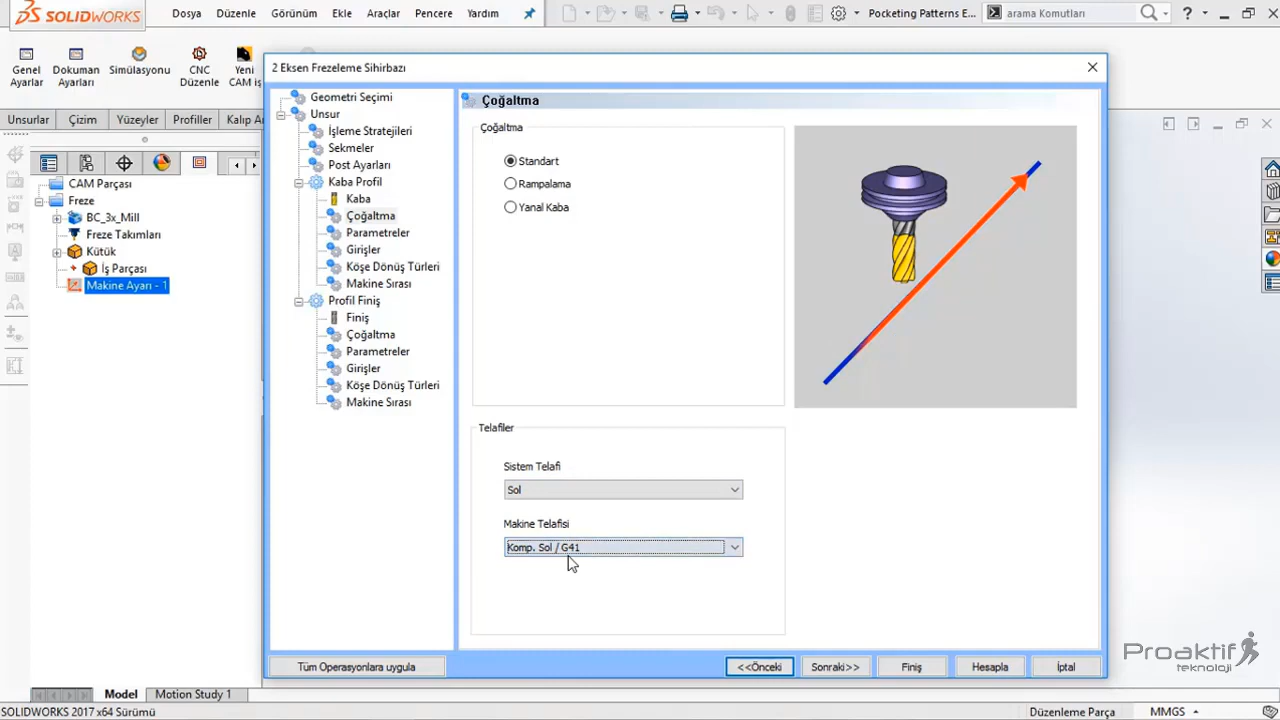 SOLIDWORKS Dosya Düzenle Görünüm Ekle Araçlar Pencere Yardım Pocketing Patterns E... arama Komutları ?
Genel Ayarlar
Dokuman Ayarları
Simülasyonu
CNC Düzenle
Yeni CAM iş
Unsurlar Çizim Yüzeyler Profiller Kalıp Ar
CAM Parçası
Freze
BC_3x_Mill
Freze Takımları
Kütük
İş Parçası
Makine Ayarı - 1
2 Eksen Frezeleme Sihirbazı
Geometri Seçimi
Unsur
İşleme Stratejileri
Sekmeler
Post Ayarları
Kaba Profil
Kaba
Çoğaltma
Parametreler
Girişler
Köşe Dönüş Türleri
Makine Sırası
Profil Finiş
Finiş
Çoğaltma
Parametreler
Girişler
Köşe Dönüş Türleri
Makine Sırası
Çoğaltma
Çoğaltma
Standart
Rampalama
Yanal Kaba
Telafiler
Sistem Telafi
Sol
Makine Telafisi
Komp. Sol / G41
Tüm Operasyonlara uygula <<Önceki Sonraki>> Finiş Hesapla İptal
Proaktif
teknoloji
Model Motion Study 1
SOLIDWORKS 2017 x64 Sürümü Düzenleme Parça MMGS